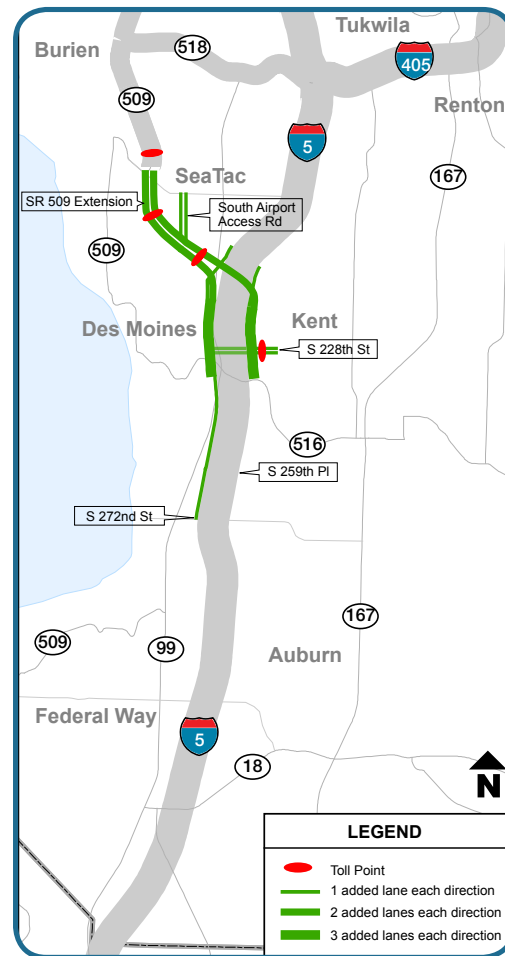 Tukwila
Burien
518
405
509
Renton
5
167
SeaTac
SR 509 Extension
South Airport
Access Rd
509
Des Moines
Kent
S 228th St
516
S 259th Pl
S 272nd St
167
509
99
Auburn
Federal Way
5
18
N
LEGEND
Toll Point
1 added lane each direction
2 added lanes each direction
3 added lanes each direction